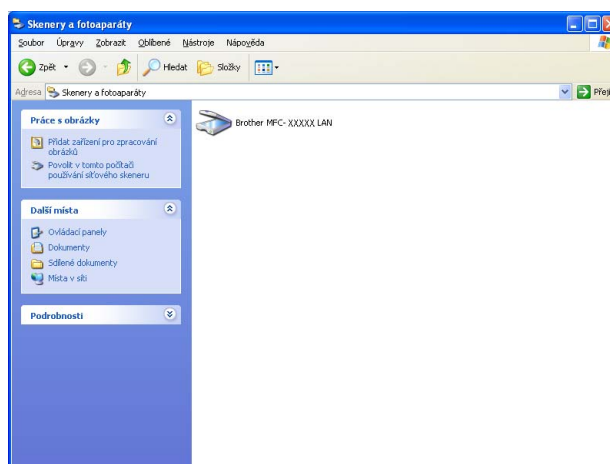 Skenery a fotoaparáty
Soubor Úpravy Zobrazit Oblíbené Nástroje Nápověda
Zpět Hledat Složky
Adresa Skenery a fotoaparáty Přejít
Práce s obrázky
Přidat zařízení pro zpracování
obrázků
Povolit v tomto počítači
používání síťového skeneru
Další místa
Ovládací panely
Dokumenty
Sdílené dokumenty
Místa v síti
Podrobnosti
Brother MFC- XXXXX LAN